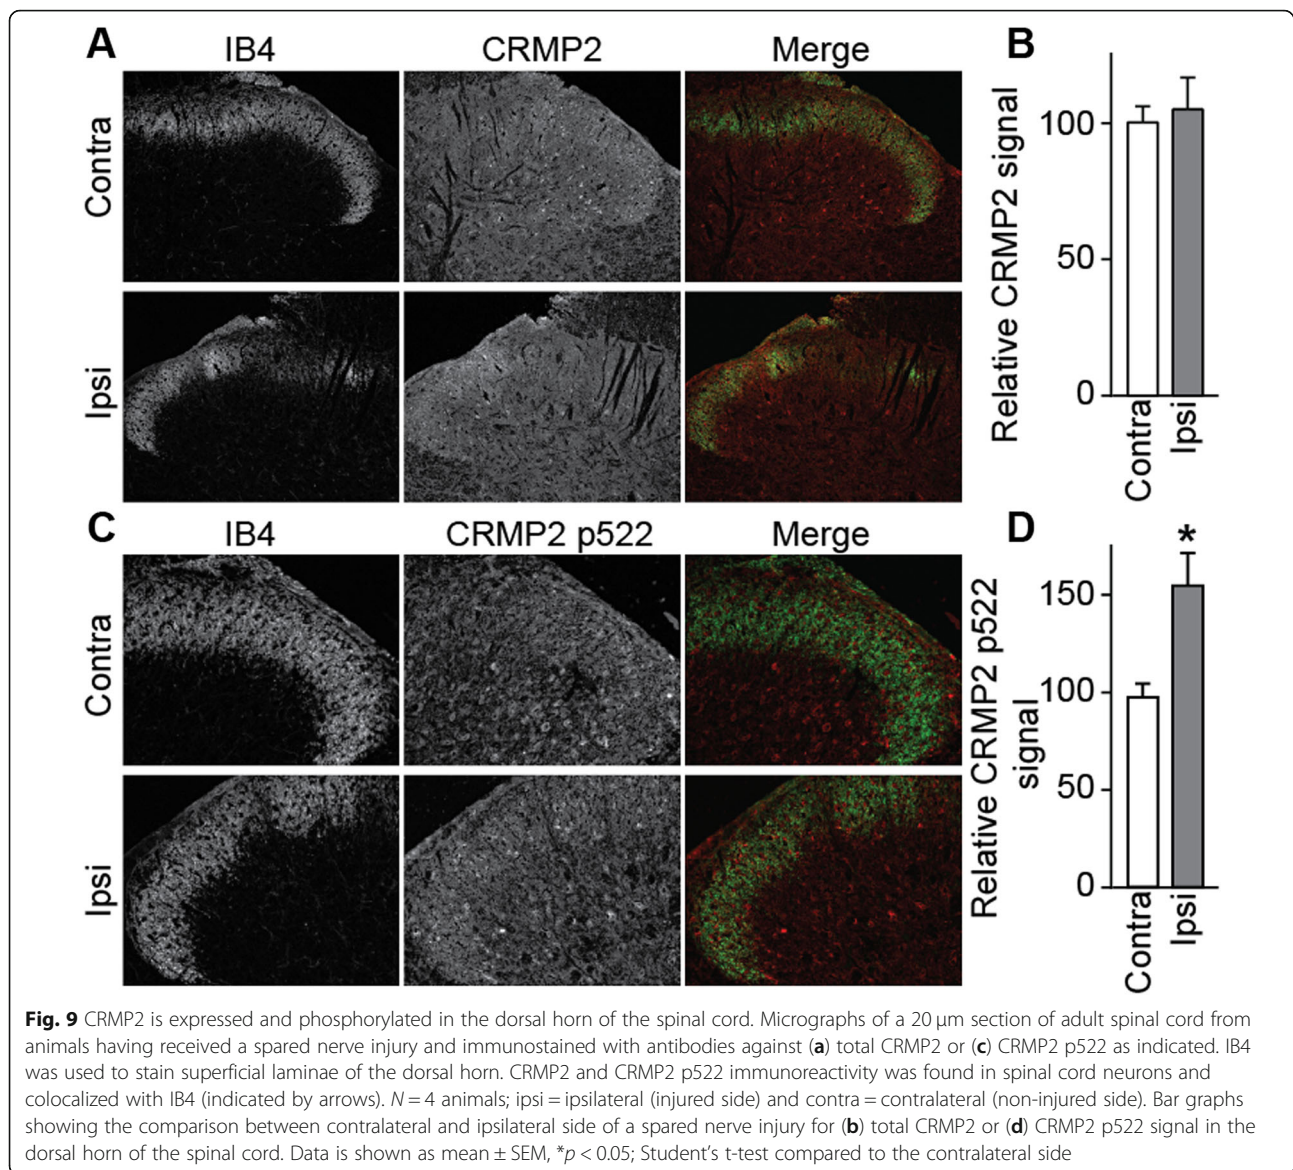 A
IB4
CRMP2
Merge
Contra
Ipsi
B
Relative CRMP2 signal
100
50
0
Contra
Ipsi
C
IB4
CRMP2 p522
Merge
Contra
Ipsi
D
Relative CRMP2 p522
signal
*
150
100
50
0
Contra
Ipsi
Fig. 9 CRMP2 is expressed and phosphorylated in the dorsal horn of the spinal cord. Micrographs of a 20 μm section of adult spinal cord from
animals having received a spared nerve injury and immunostained with antibodies against (a) total CRMP2 or (c) CRMP2 p522 as indicated. IB4
was used to stain superficial laminae of the dorsal horn. CRMP2 and CRMP2 p522 immunoreactivity was found in spinal cord neurons and
colocalized with IB4 (indicated by arrows). N = 4 animals; ipsi = ipsilateral (injured side) and contra = contralateral (non-injured side). Bar graphs
showing the comparison between contralateral and ipsilateral side of a spared nerve injury for (b) total CRMP2 or (d) CRMP2 p522 signal in the
dorsal horn of the spinal cord. Data is shown as mean ± SEM, *p < 0.05; Student's t-test compared to the contralateral side